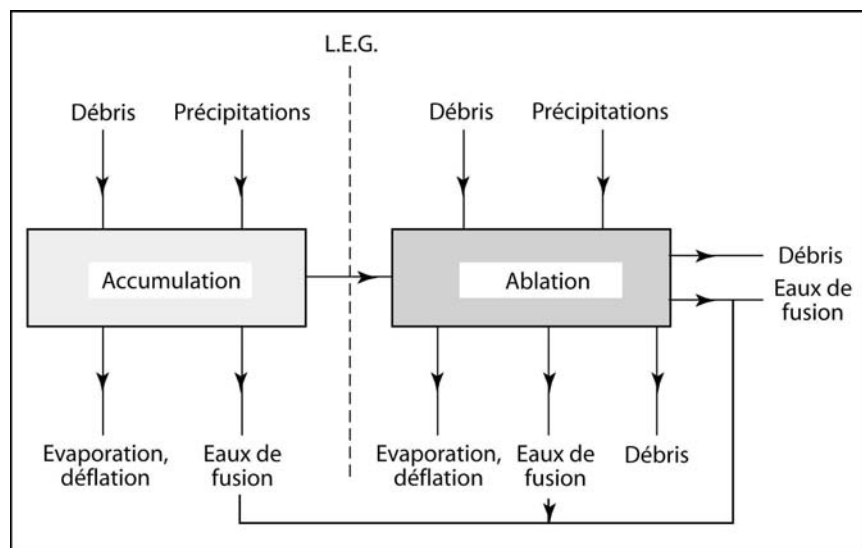 L.E.G.
Débris
Précipitations
Débris
Précipitations
Accumulation
Ablation
Débris
Eaux de
fusion
Evaporation,
déflation
Eaux de
fusion
Evaporation,
déflation
Eaux de
fusion
Débris